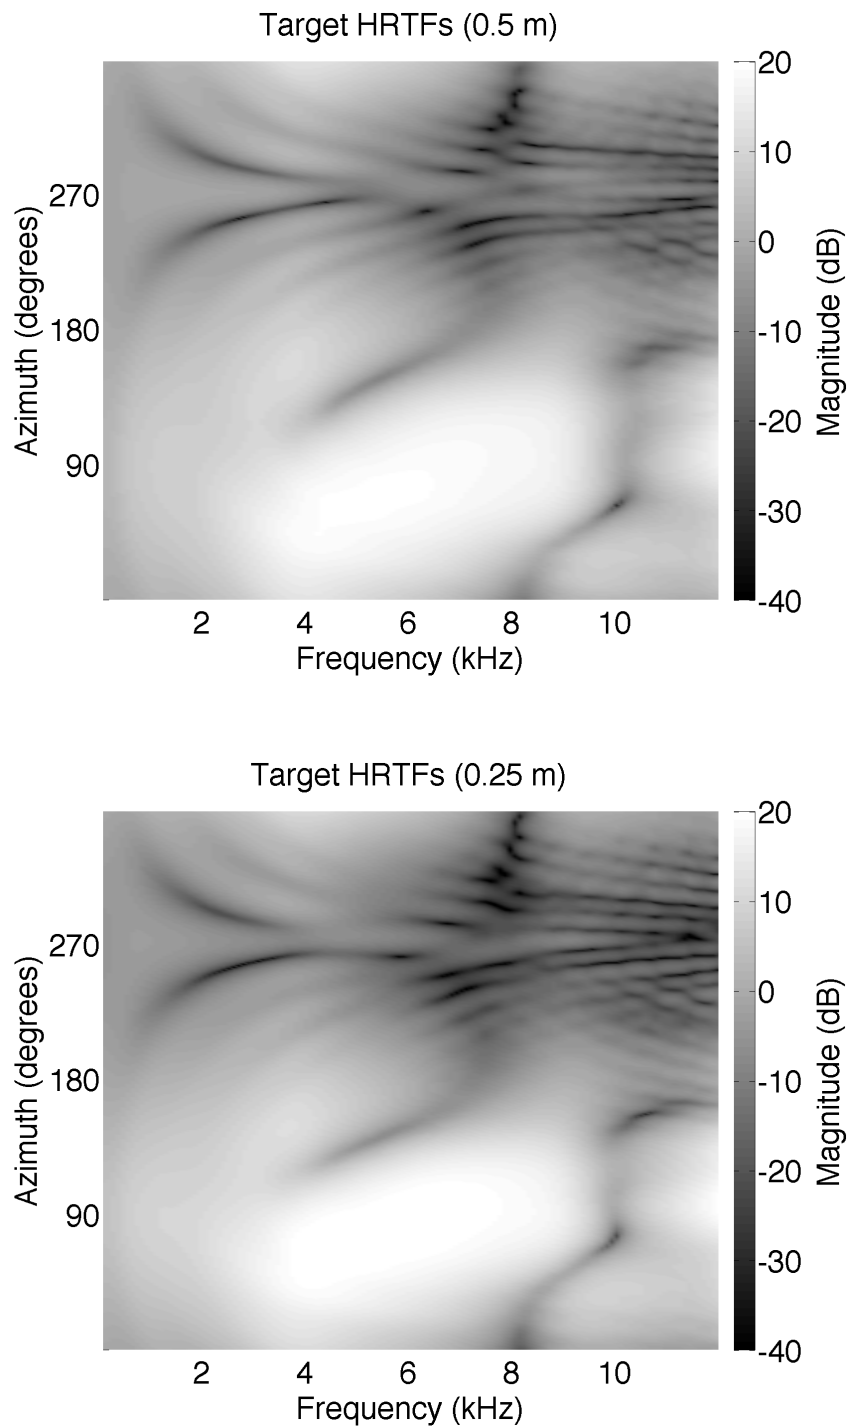 Target HRTFs (0.5 m)
Azimuth (degrees)
270
180
90
2 4 6 8 10
Frequency (kHz)
20
10
0
-10
-20
-30
-40
Magnitude (dB)
Target HRTFs (0.25 m)
Azimuth (degrees)
270
180
90
2 4 6 8 10
Frequency (kHz)
20
10
0
-10
-20
-30
-40
Magnitude (dB)